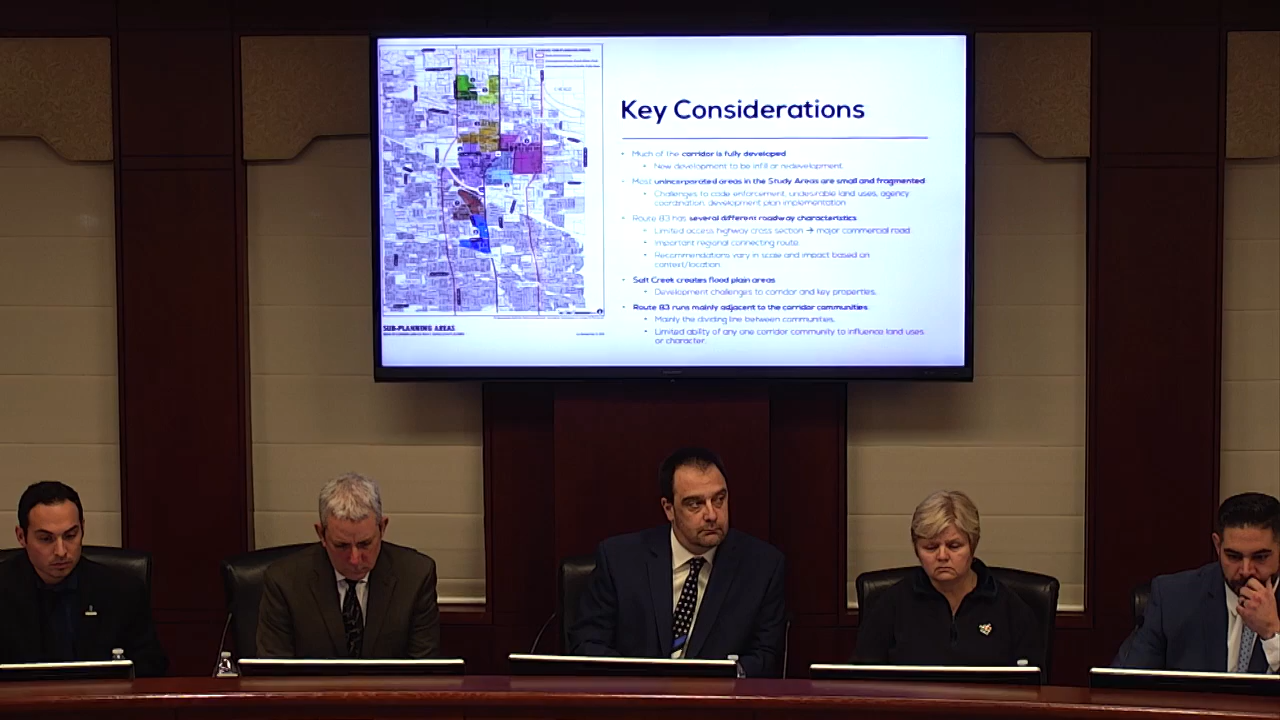 Key Considerations
Much of the corridor is fully developed
New development to be infill or redevelopment.
Most unincorporated areas in the Study Areas are small and fragmented.
Challenges to code enforcement, undesirable land uses, agency
coordination, development plan implementation
Route 83 has several different roadway characteristics.
Limited access highway cross section → major commercial road.
Important regional connecting route.
Recommendations vary in scale and impact based on
context/location.
Salt Creek creates flood plain areas
Development challenges to corridor and key properties.
Route 83 runs mainly adjacent to the corridor communities.
Mainly the dividing line between communities.
Limited ability of any one corridor community to influence land uses
or character.
SUB-PLANNING AREAS